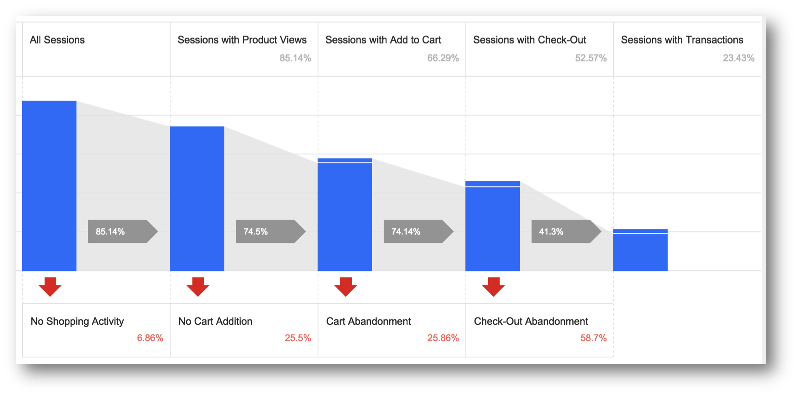 All Sessions
Sessions with Product Views
85.14%
Sessions with Add to Cart
66.29%
Sessions with Check-Out
52.57%
Sessions with Transactions
23.43%
85.14%
74.5%
74.14%
41.3%
No Shopping Activity
6.86%
No Cart Addition
25.5%
Cart Abandonment
25.86%
Check-Out Abandonment
58.7%